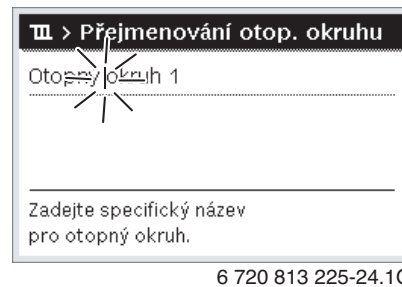 > Přejmenování otop. okruhu
Otopný okruh 1
Zadejte specifický název
pro otopný okruh.
6 720 813 225-24.1O